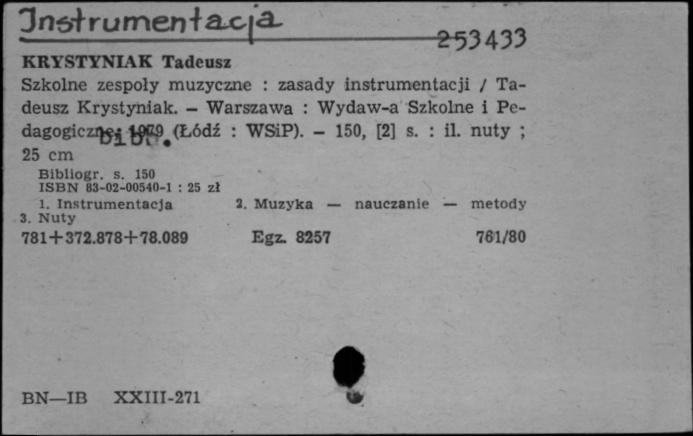 Instrumentacja
253433
KRYSTYNIAK Tadeusz
Szkolne zespoły muzyczne : zasady instrumentacji / Ta-
deusz Krystyniak. — Warszawa : Wydaw-a Szkolne i Pe-
dagogiczne, 1979 (Łódź : WSiP). — 150, [2] s. : il. nuty ;
bibl.
25 cm
Bibliogr. s. 150
ISBN 83-02-00540-1 : 25 zł
1. Instrumentacja 2. Muzyka — nauczanie — metody
3. Nuty
781+372.878+78.089 Egz. 8257 761/80
BN—IB XXIII-271